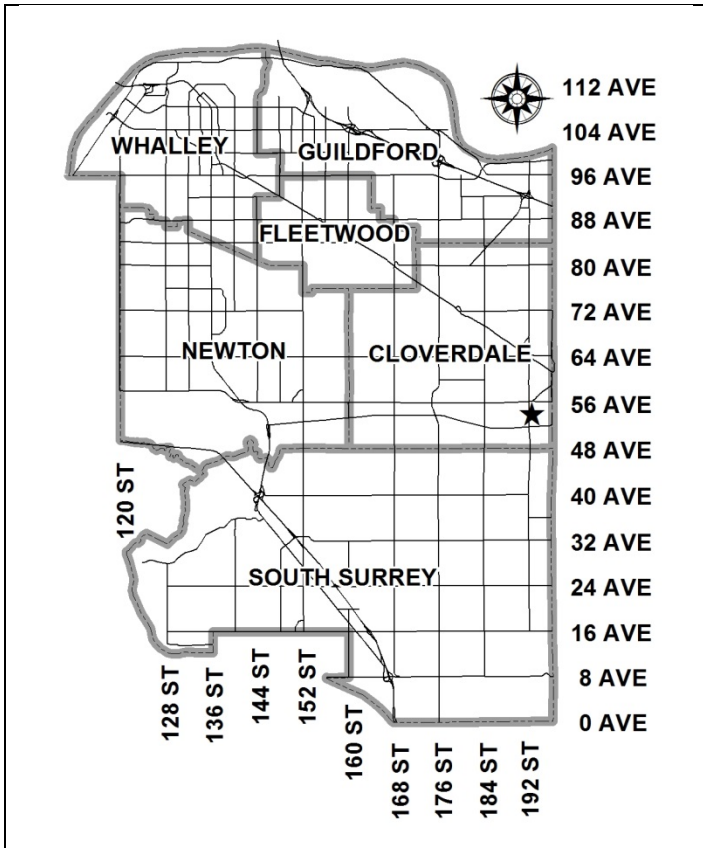 112 AVE
104 AVE
WHALLEY
GUILDFORD
96 AVE
88 AVE
FLEETWOOD
80 AVE
72 AVE
NEWTON
CLOVERDALE
64 AVE
56 AVE
48 AVE
120 ST
40 AVE
32 AVE
SOUTH SURREY
24 AVE
16 AVE
8 AVE
0 AVE
128 ST
136 ST
144 ST
152 ST
160 ST
168 ST
176 ST
184 ST
192 ST